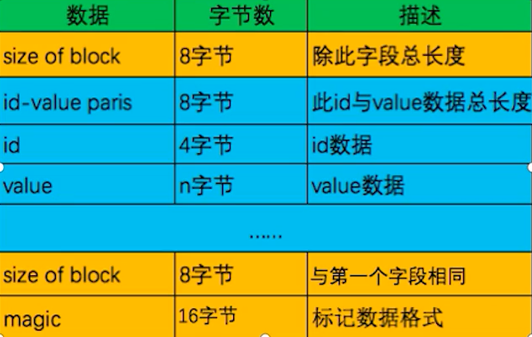 数据 字节数 描述
size of block 8字节 除此字段总长度
id-value paris 8字节 此id与value数据总长度
id 4字节 id数据
value n字节 value数据
......
size of block 8字节 与第一个字段相同
magic 16字节 标记数据格式